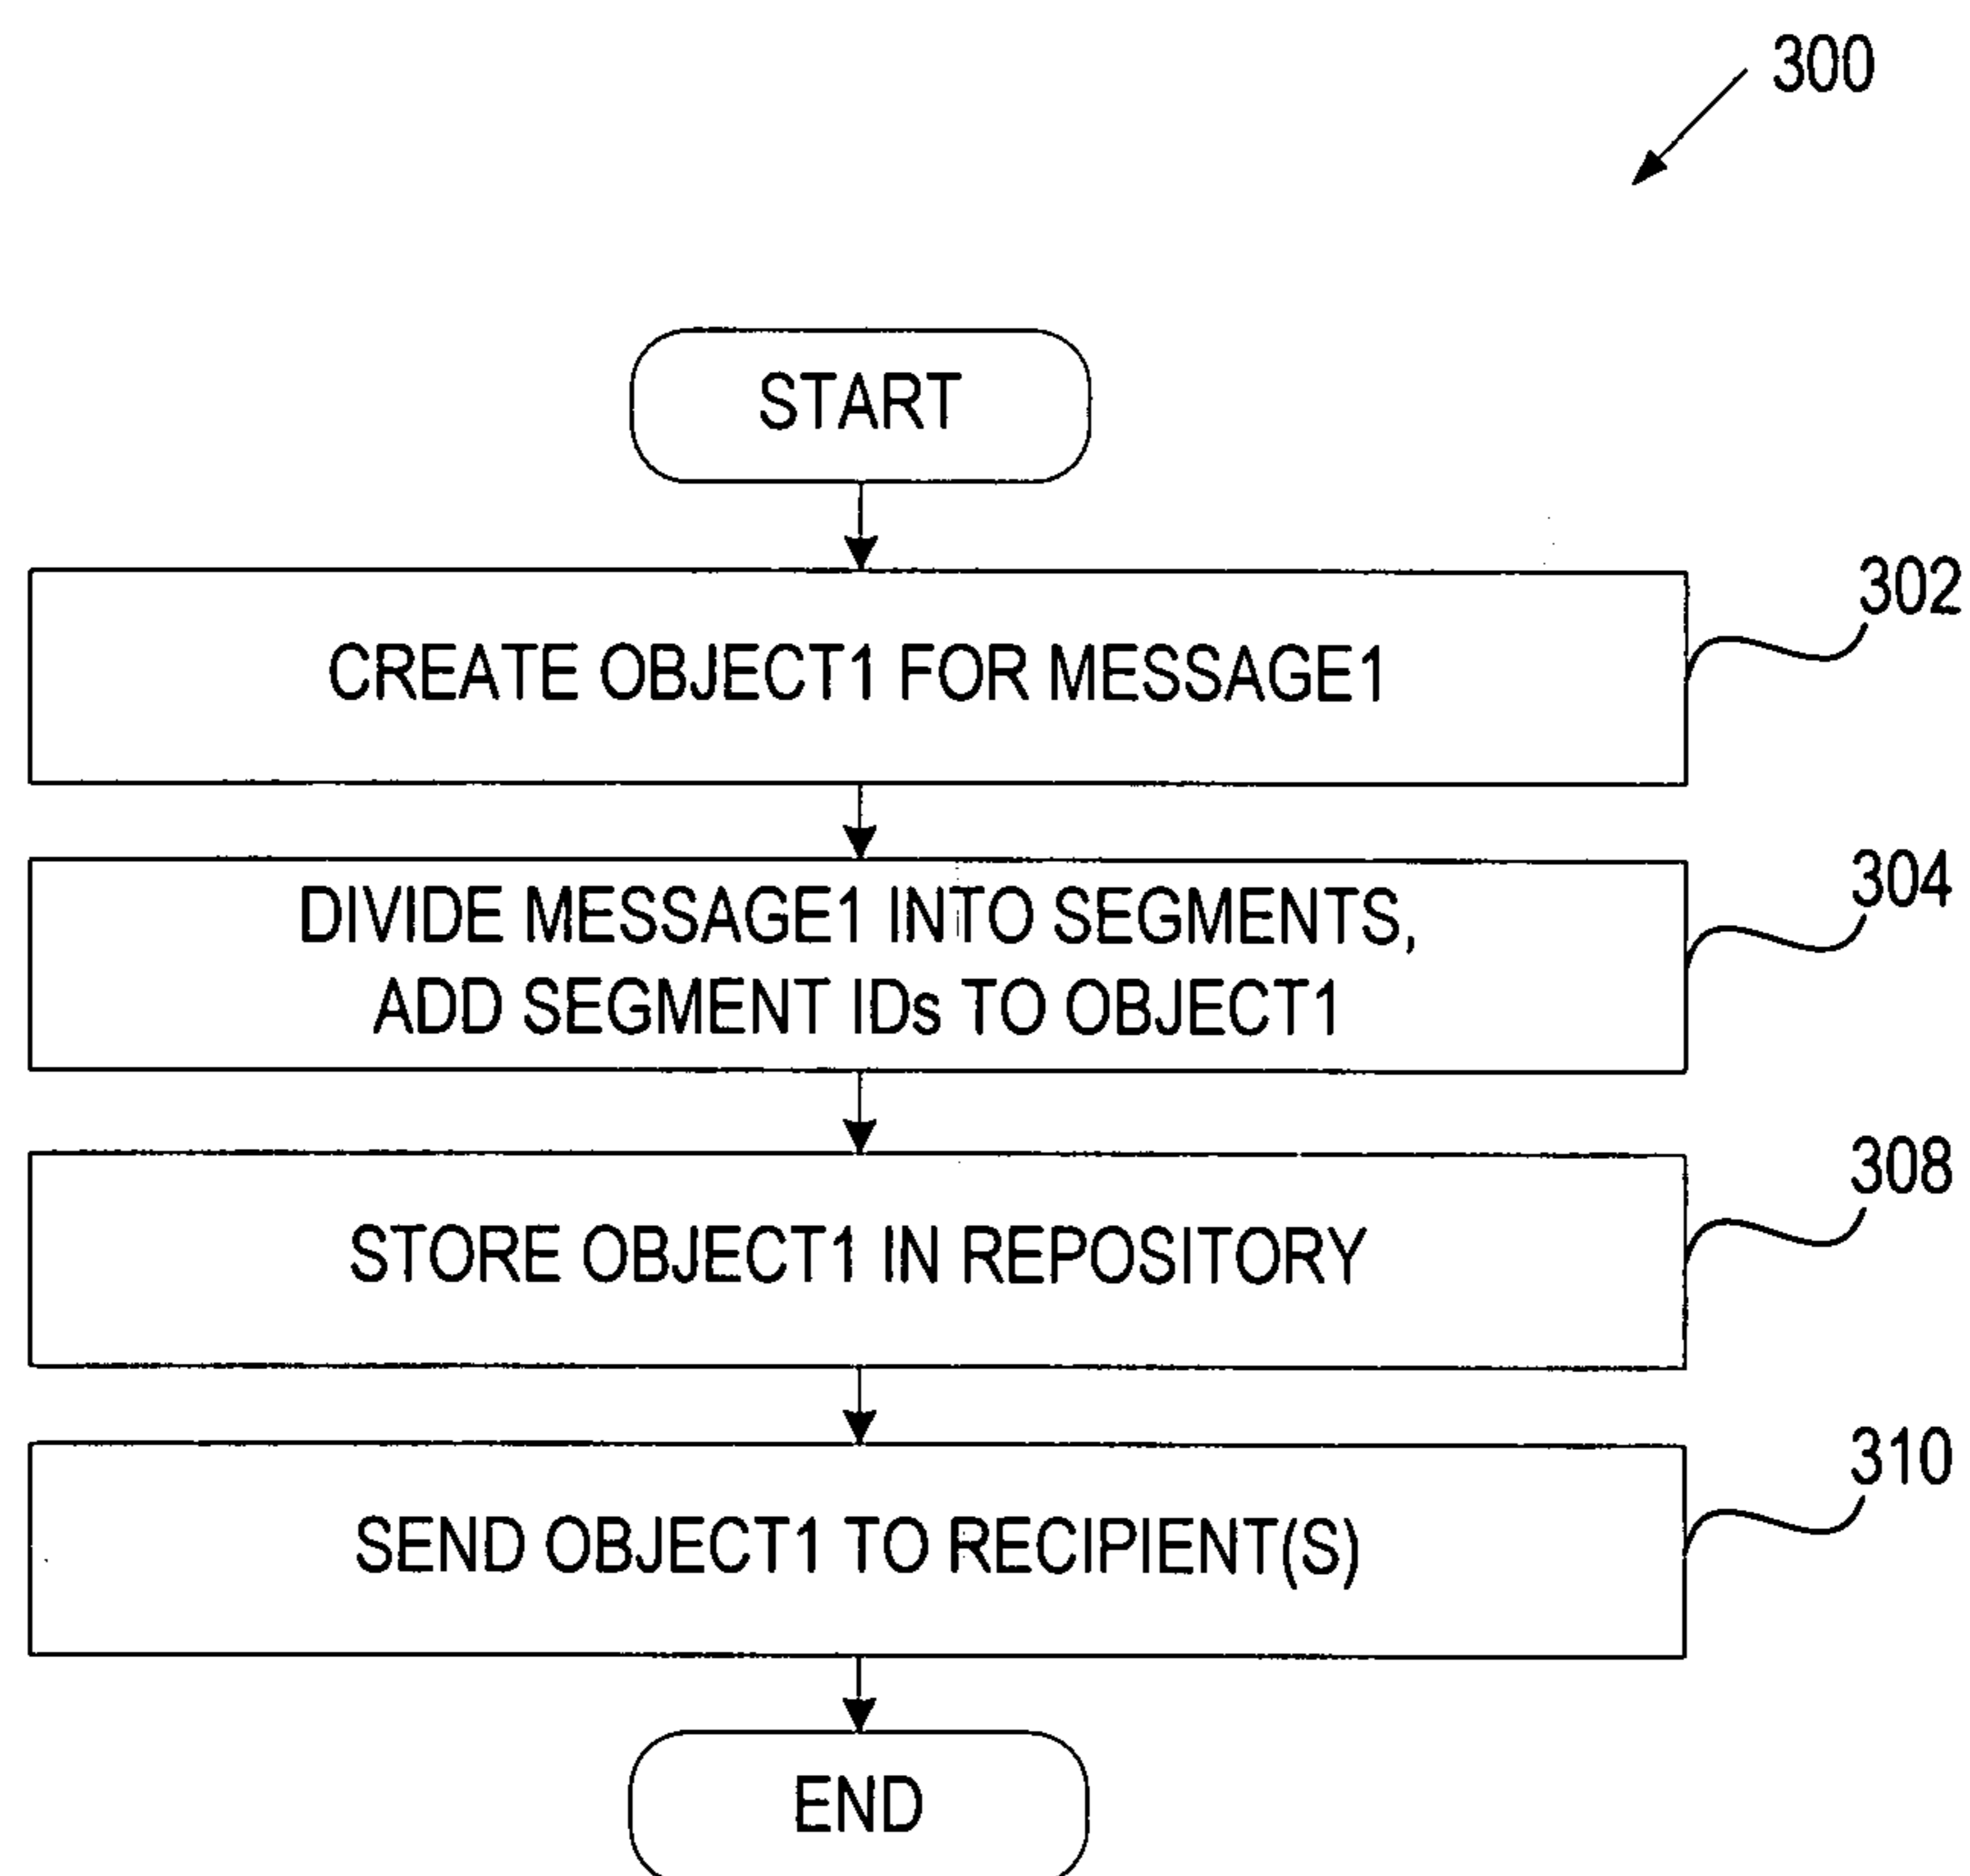 300
START
302
CREATE OBJECT1 FOR MESSAGE1
304
DIVIDE MESSAGE1 INTO SEGMENTS,
ADD SEGMENT IDs TO OBJECT1
308
STORE OBJECT1 IN REPOSITORY
310
SEND OBJECT1 TO RECIPIENT(S)
END